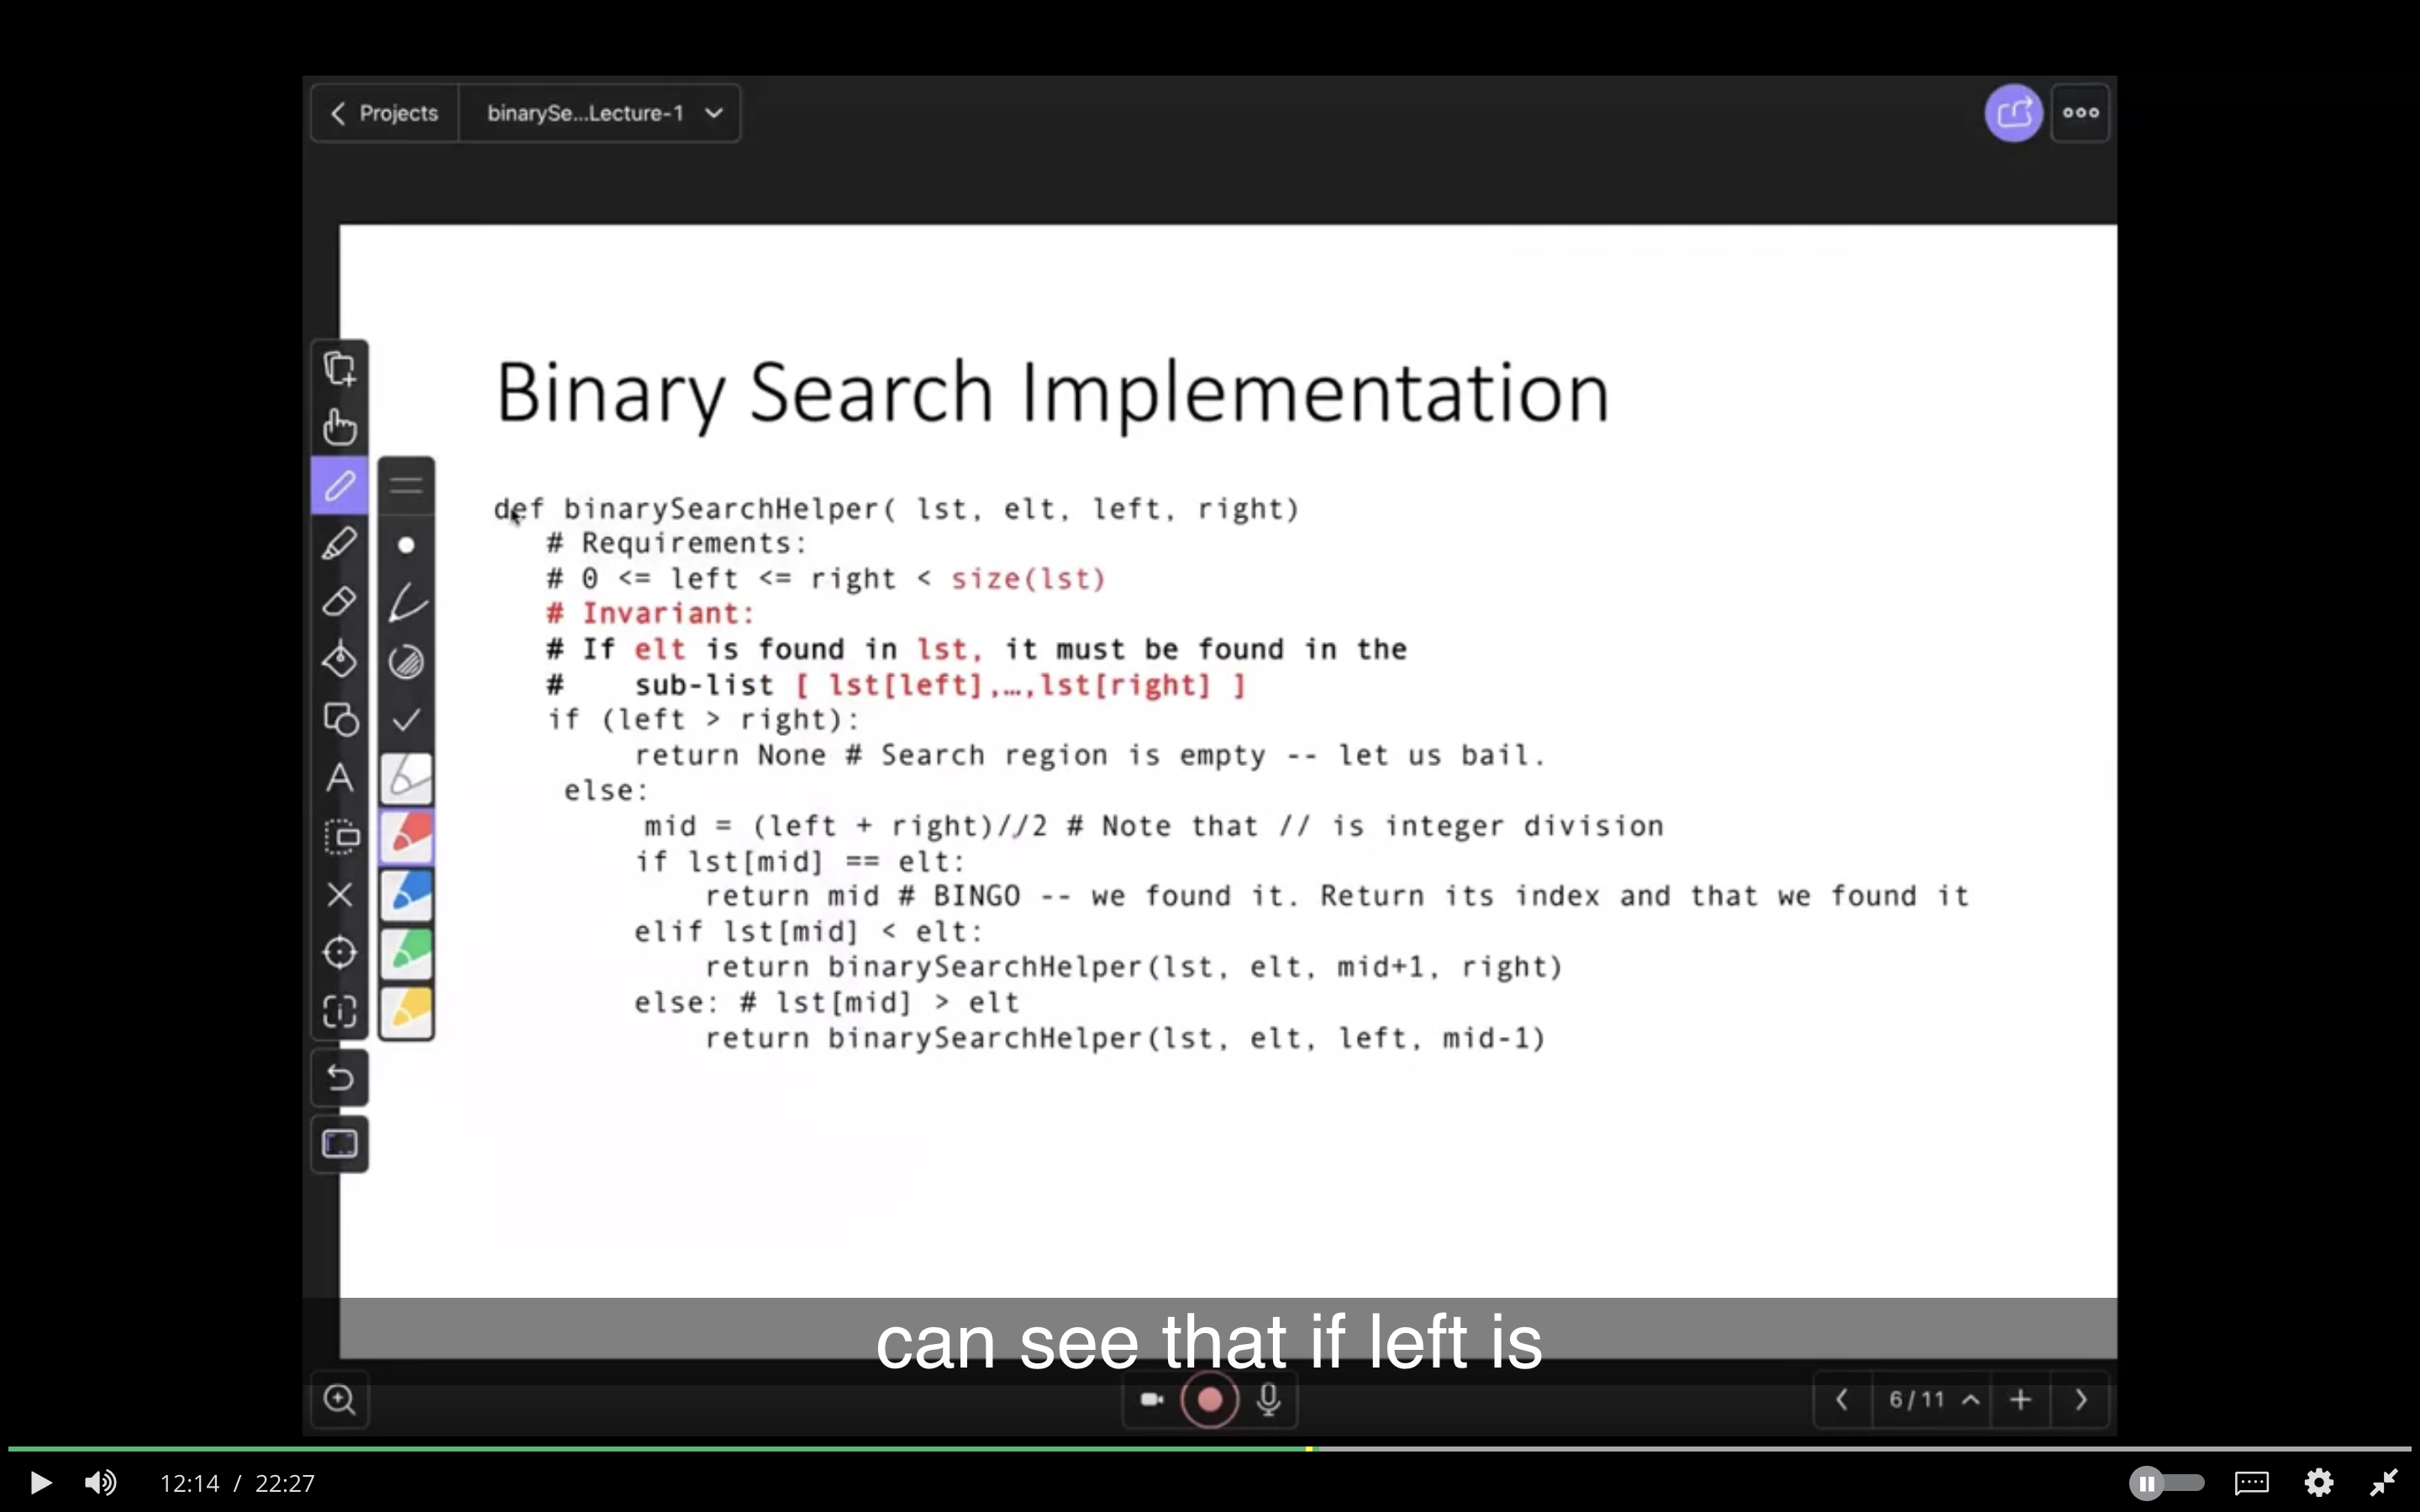 Projects
binarySe...Lecture-1
Binary Search Implementation
def binarySearchHelper( lst, elt, left, right)
# Requirements:
# 0 <= left <= right < size(lst)
# Invariant:
# If elt is found in lst, it must be found in the
#    sub-list [ lst[left],…,lst[right] ]
if (left > right):
return None # Search region is empty -- let us bail.
else:
mid = (left + right)//2 # Note that // is integer division
if lst[mid] == elt:
return mid # BINGO -- we found it. Return its index and that we found it
elif lst[mid] < elt:
return binarySearchHelper(lst, elt, mid+1, right)
else: # lst[mid] > elt
return binarySearchHelper(lst, elt, left, mid-1)
can see that if left is
6/11
12:14 / 22:27